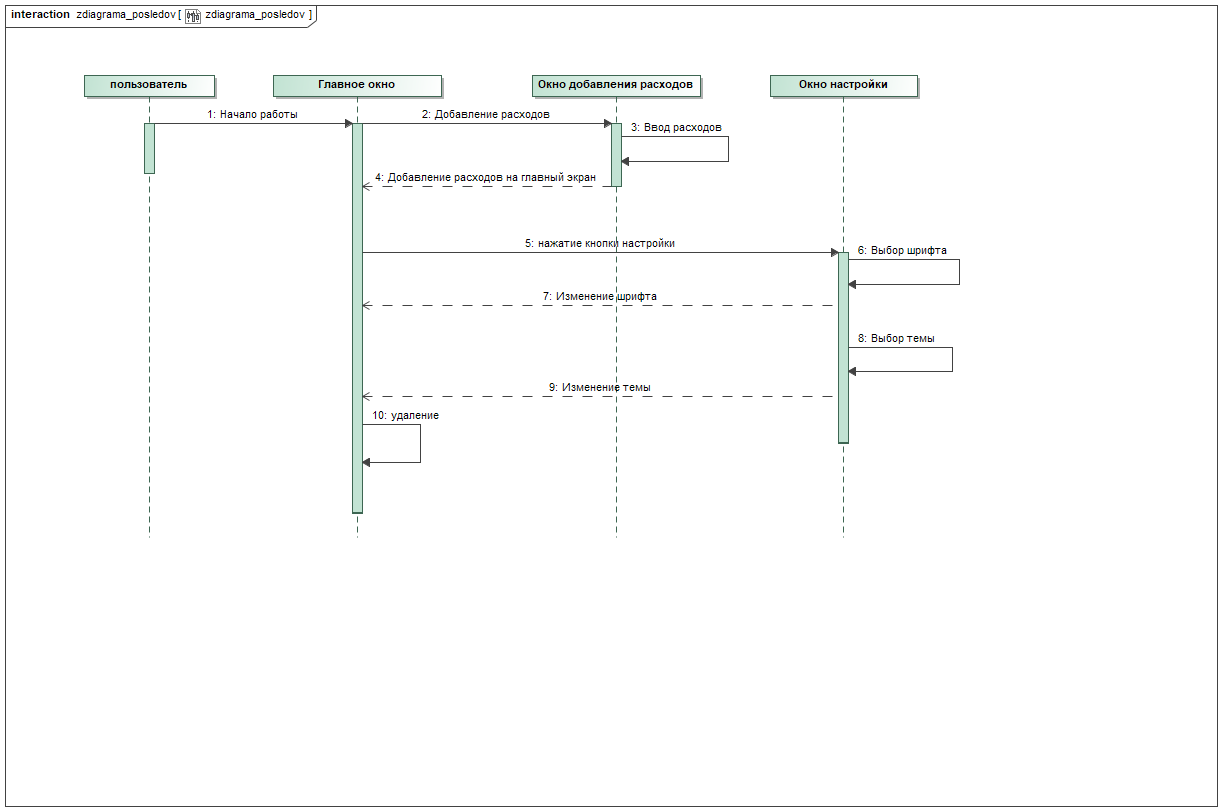 interaction zdiagrama_posledov [ zdiagrama_posledov ]
пользователь
Главное окно
Окно добавления расходов
Окно настройки
1: Начало работы
2: Добавление расходов
3: Ввод расходов
4: Добавление расходов на главный экран
5: нажатие кнопки настройки
6: Выбор шрифта
7: Изменение шрифта
8: Выбор темы
9: Изменение темы
10: удаление